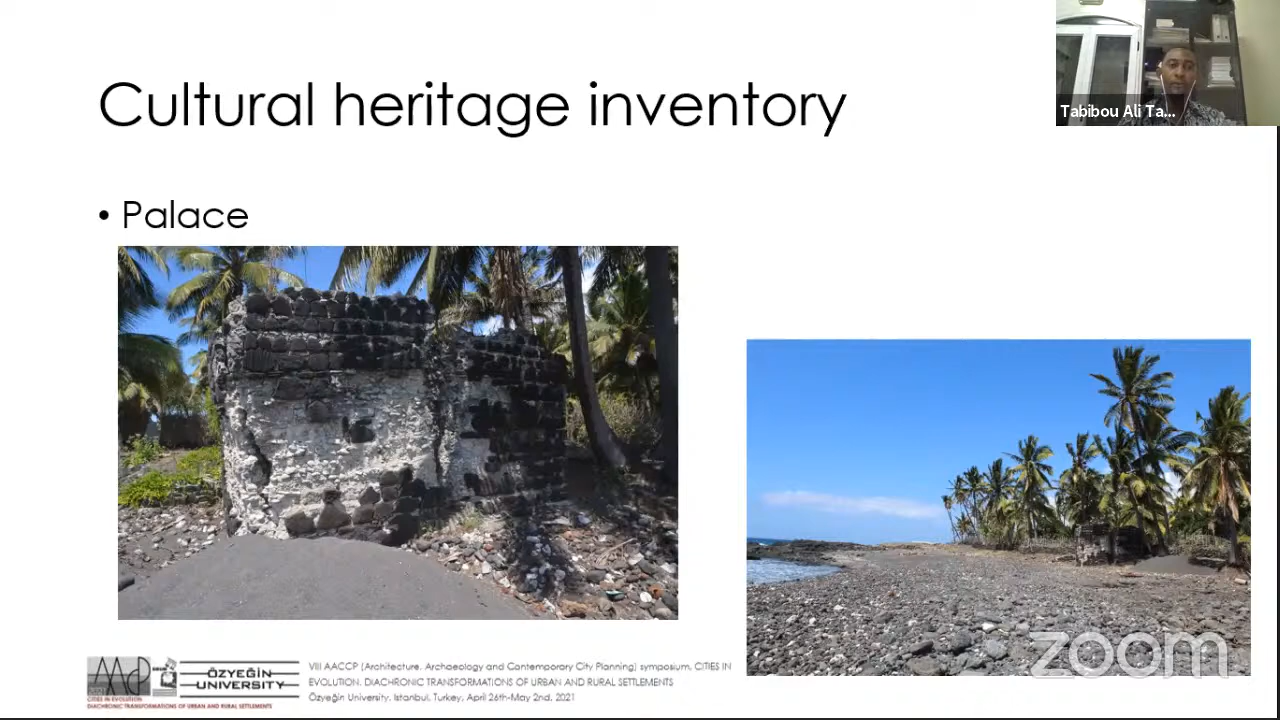 Cultural heritage inventory
Tabibou Ali Ta...
• Palace
zoom
AACP
2021
CITIES IN EVOLUTION
DIACHRONIC TRANSFORMATIONS OF URBAN AND RURAL SETTLEMENTS
ÖZYEĞİN
UNIVERSITY
VIII AACCP (Architecture, Archaeology and Contemporary City Planning) symposium, CITIES IN
EVOLUTION. DIACHRONIC TRANSFORMATIONS OF URBAN AND RURAL SETTLEMENTS
Özyeğin University, Istanbul, Turkey, April 26th-May 2nd, 2021